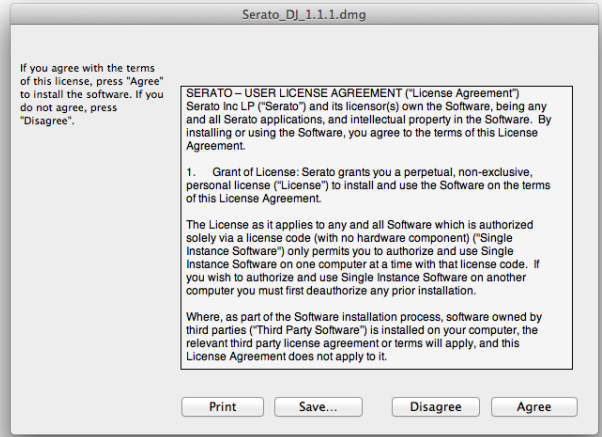 Serato_DJ_1.1.1.dmg
If you agree with the terms
of this license, press "Agree"
to install the software. If you
do not agree, press
"Disagree".
SERATO – USER LICENSE AGREEMENT ("License Agreement")
Serato Inc LP ("Serato") and its licensor(s) own the Software, being any
and all Serato applications, and intellectual property in the Software. By
installing or using the Software, you agree to the terms of this License
Agreement.
1. Grant of License: Serato grants you a perpetual, non-exclusive,
personal license ("License") to install and use the Software on the terms
of this License Agreement.
The License as it applies to any and all Software which is authorized
solely via a license code (with no hardware component) ("Single
Instance Software") only permits you to authorize and use Single
Instance Software on one computer at a time with that license code. If
you wish to authorize and use Single Instance Software on another
computer you must first deauthorize any prior installation.
Where, as part of the Software installation process, software owned by
third parties ("Third Party Software") is installed on your computer, the
relevant third party license agreement or terms will apply, and this
License Agreement does not apply to it.
Print Save... Disagree Agree